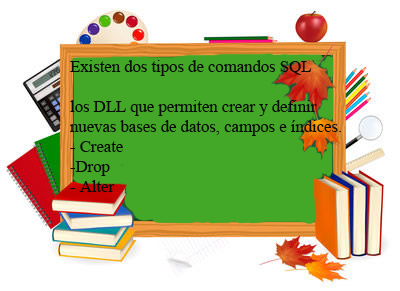 Existen dos tipos de comandos SQL
los DLL que permiten crear y definir
nuevas bases de datos, campos e índices.
- Create
-Drop
- Alter